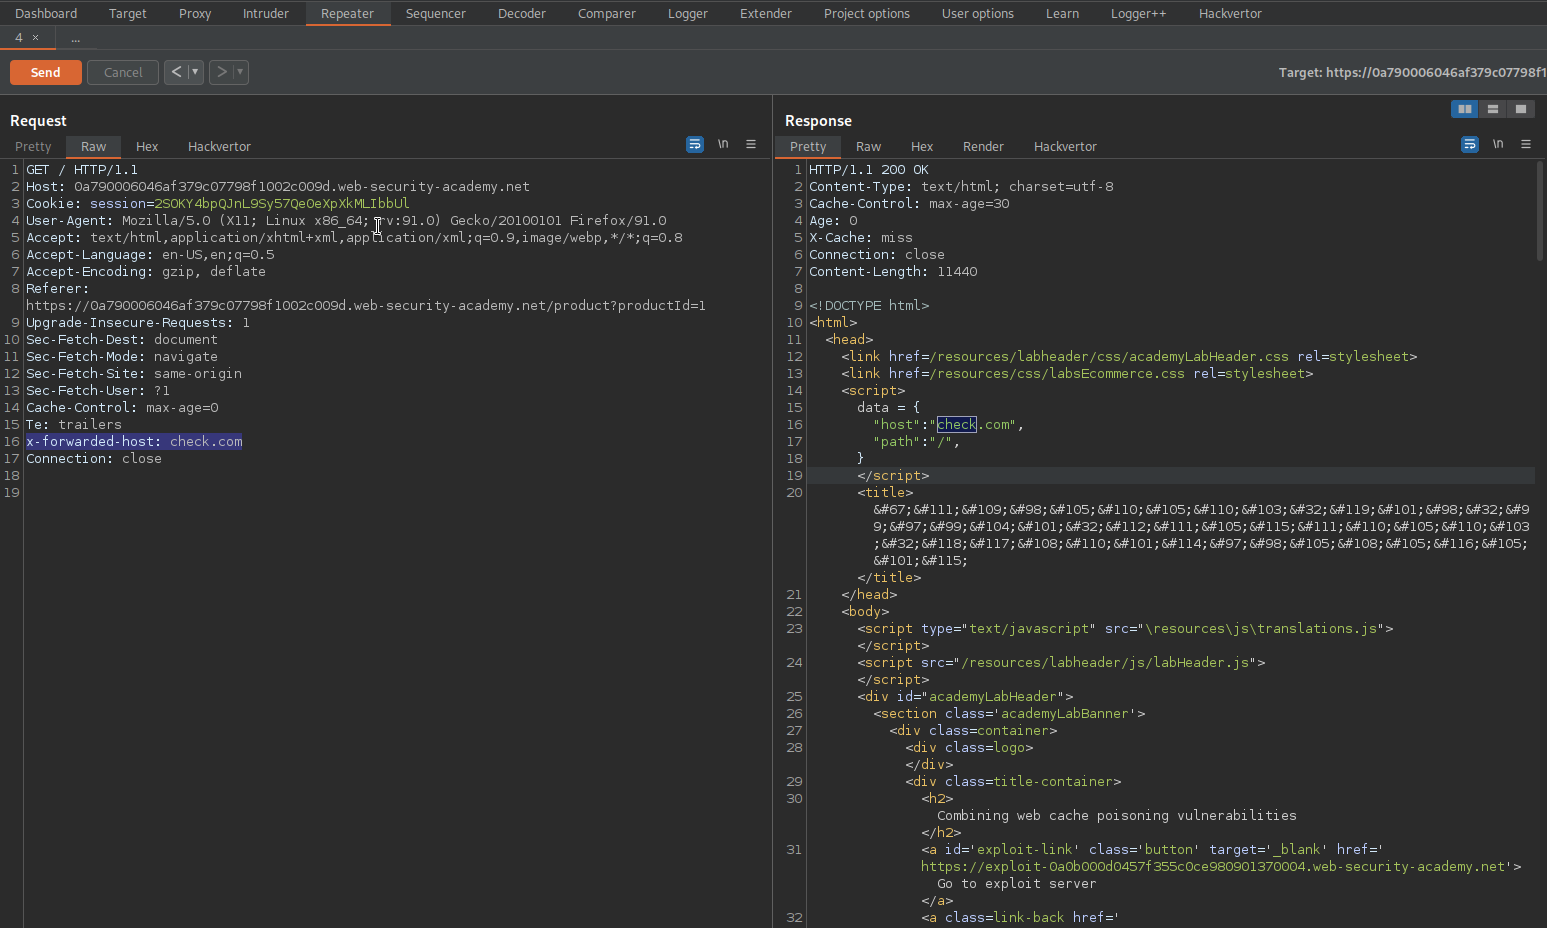 Dashboard Target Proxy Intruder Repeater Sequencer Decoder Comparer Logger Extender Project options User options Learn Logger++ Hackvertor
4 × ...
Send Cancel < ▾ > ▾ Target: https://0a790006046af379c07798f1
Request
Pretty Raw Hex Hackvertor \n ≡
1 GET / HTTP/1.1
2 Host: 0a790006046af379c07798f1002c009d.web-security-academy.net
3 Cookie: session=2SOKY4bpQJnL9Sy57Qe0eXpXkMLIbbUl
4 User-Agent: Mozilla/5.0 (X11; Linux x86_64; rv:91.0) Gecko/20100101 Firefox/91.0
5 Accept: text/html,application/xhtml+xml,application/xml;q=0.9,image/webp,*/*;q=0.8
6 Accept-Language: en-US,en;q=0.5
7 Accept-Encoding: gzip, deflate
8 Referer:
https://0a790006046af379c07798f1002c009d.web-security-academy.net/product?productId=1
9 Upgrade-Insecure-Requests: 1
10 Sec-Fetch-Dest: document
11 Sec-Fetch-Mode: navigate
12 Sec-Fetch-Site: same-origin
13 Sec-Fetch-User: ?1
14 Cache-Control: max-age=0
15 Te: trailers
16 x-forwarded-host: check.com
17 Connection: close
18
19
Response
Pretty Raw Hex Render Hackvertor \n ≡
1 HTTP/1.1 200 OK
2 Content-Type: text/html; charset=utf-8
3 Cache-Control: max-age=30
4 Age: 0
5 X-Cache: miss
6 Connection: close
7 Content-Length: 11440
8
9 <!DOCTYPE html>
10 <html>
11 <head>
12 <link href=/resources/labheader/css/academyLabHeader.css rel=stylesheet>
13 <link href=/resources/css/labsEcommerce.css rel=stylesheet>
14 <script>
15 data = {
16 "host":"check.com",
17 "path":"/",
18 }
19 </script>
20 <title>
&#67;&#111;&#109;&#98;&#105;&#110;&#105;&#110;&#103;&#32;&#119;&#101;&#98;&#32;&#9
9;&#97;&#99;&#104;&#101;&#32;&#112;&#111;&#105;&#115;&#111;&#110;&#105;&#110;&#103
;&#32;&#118;&#117;&#108;&#110;&#101;&#114;&#97;&#98;&#105;&#108;&#105;&#116;&#105;
&#101;&#115;
</title>
21 </head>
22 <body>
23 <script type="text/javascript" src="\resources\js\translations.js">
</script>
24 <script src="/resources/labheader/js/labHeader.js">
</script>
25 <div id="academyLabHeader">
26 <section class='academyLabBanner'>
27 <div class=container>
28 <div class=logo>
</div>
29 <div class=title-container>
30 <h2>
Combining web cache poisoning vulnerabilities
</h2>
31 <a id='exploit-link' class='button' target='_blank' href='
https://exploit-0a0b000d0457f355c0ce980901370004.web-security-academy.net'>
Go to exploit server
</a>
32 <a class=link-back href='